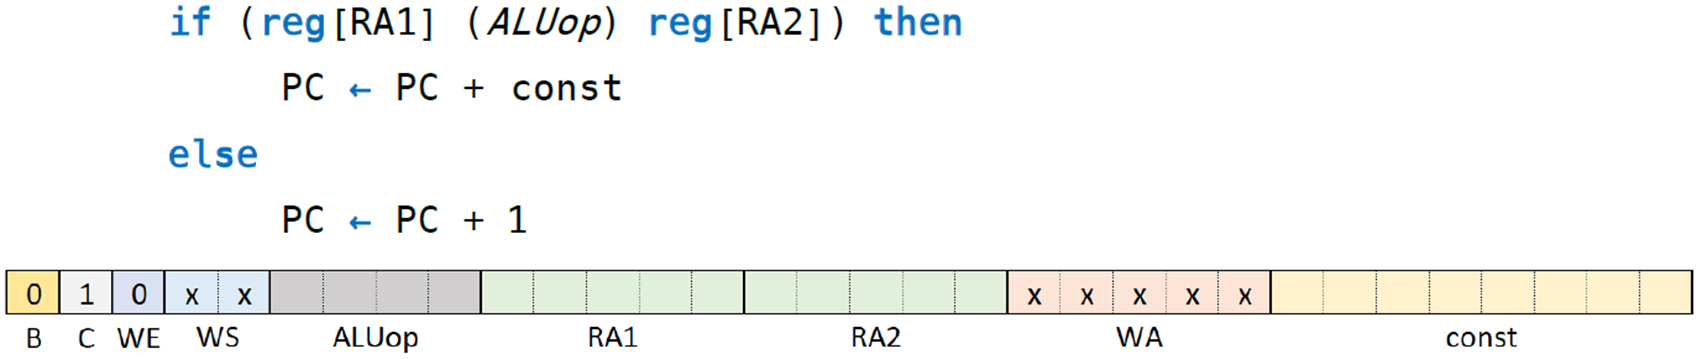 if (reg[RA1] (ALUop) reg[RA2]) then
PC ← PC + const
else
PC ← PC + 1
0 1 0 x x x x x x x
B C WE WS ALUop RA1 RA2 WA const